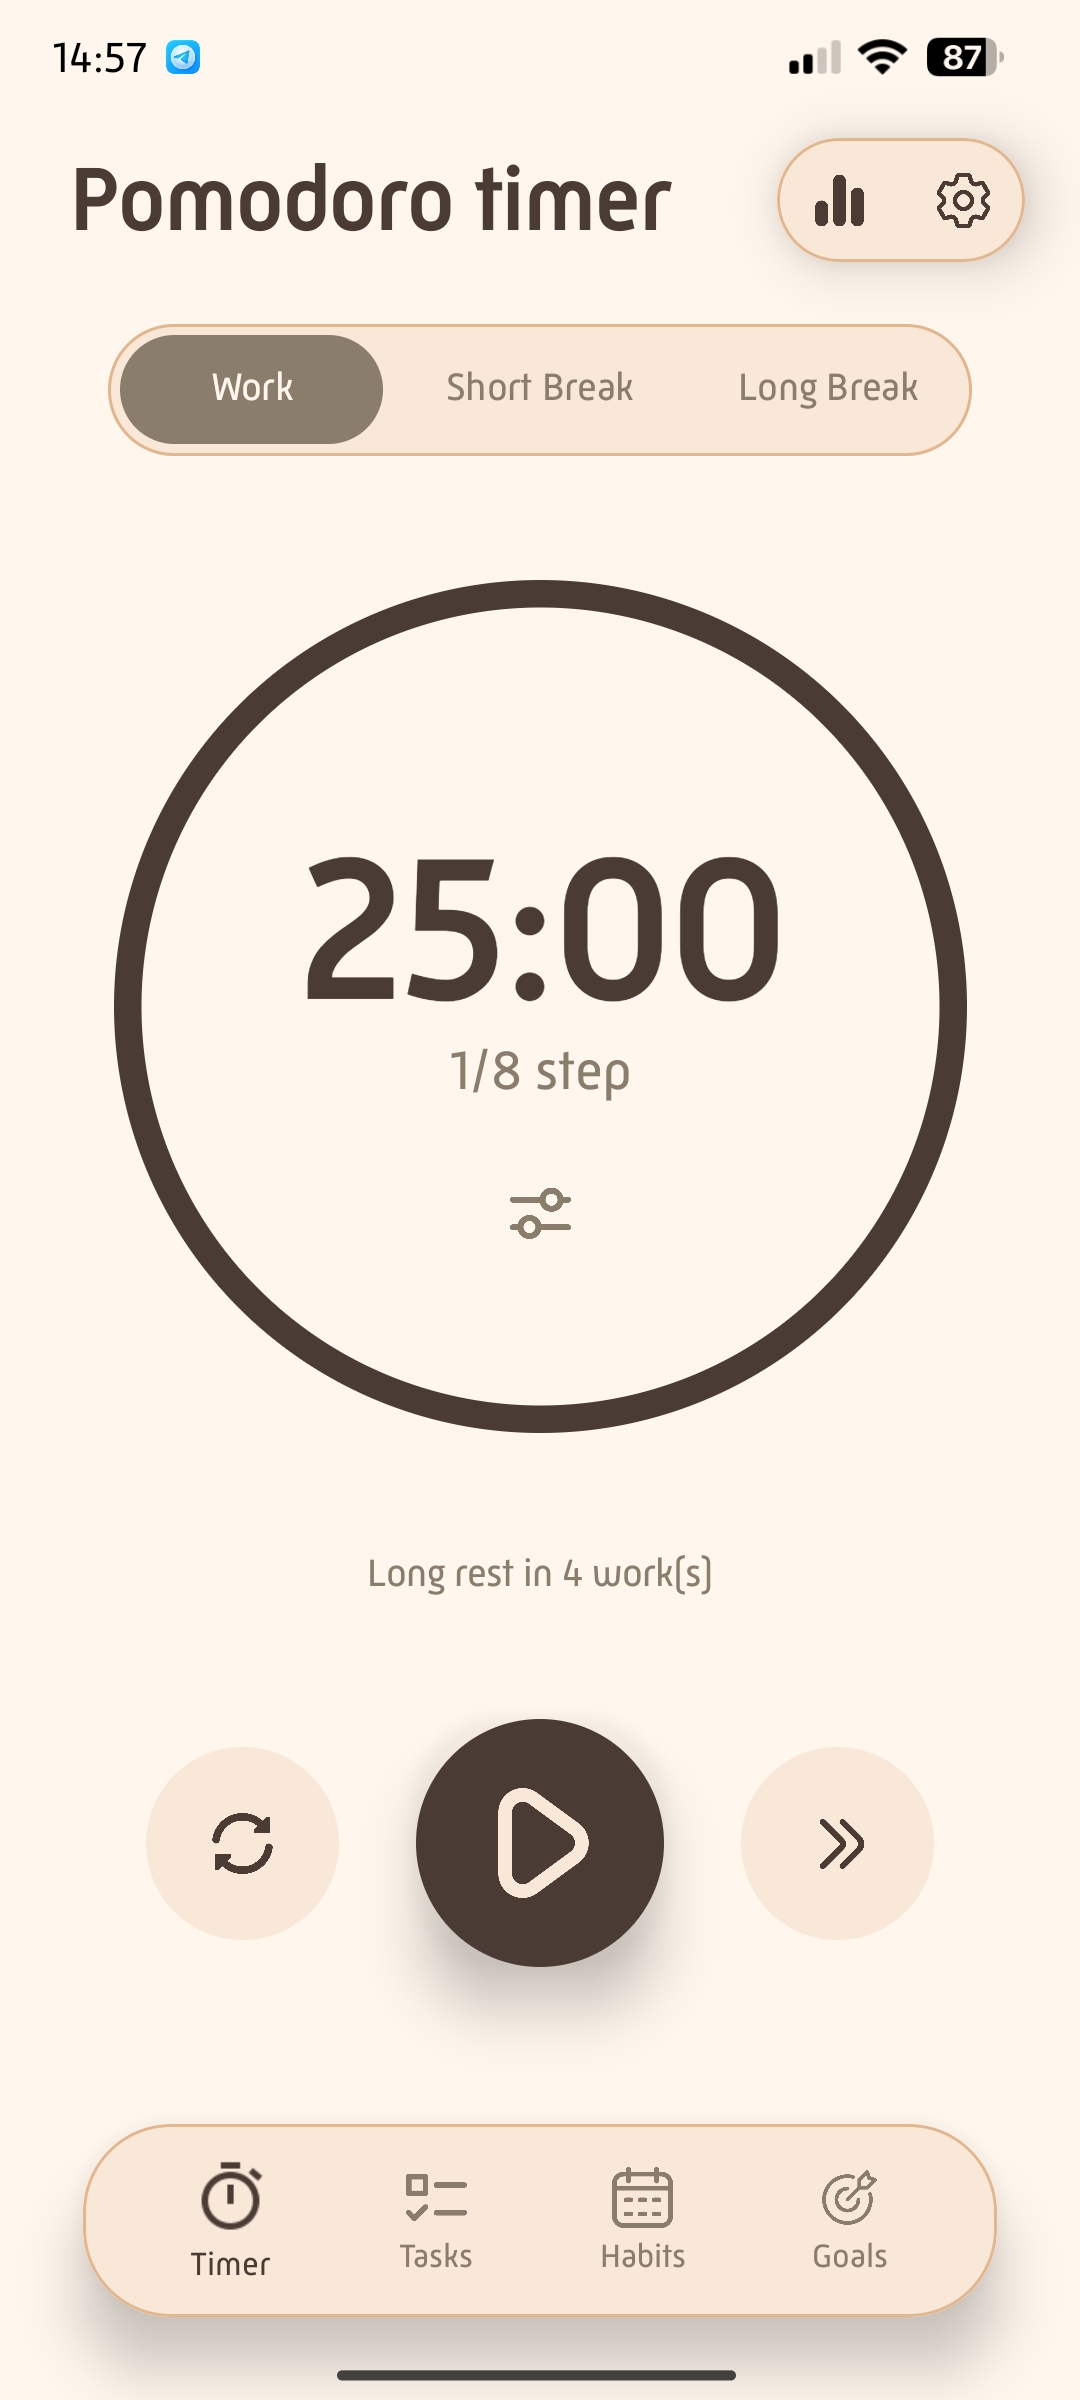 14:57
87
Pomodoro timer
Work
Short Break
Long Break
25:00
1/8 step
Long rest in 4 work(s)
Timer
Tasks
Habits
Goals